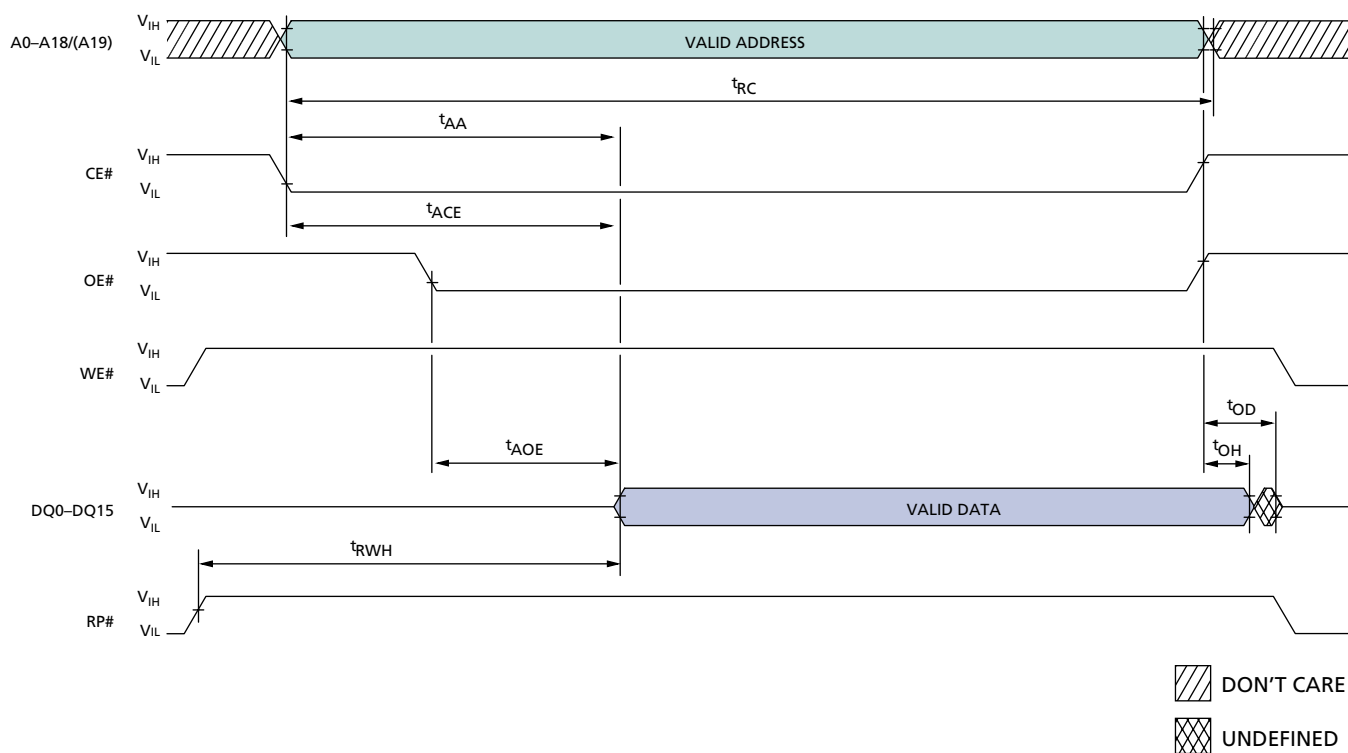 A0–A18/(A19)
VIH
VIL
VALID ADDRESS
tRC
tAA
CE#
VIH
VIL
tACE
OE#
VIH
VIL
WE#
VIH
VIL
tOD
tAOE
tOH
DQ0–DQ15
VIH
VIL
VALID DATA
tRWH
RP#
VIH
VIL
DON'T CARE
UNDEFINED